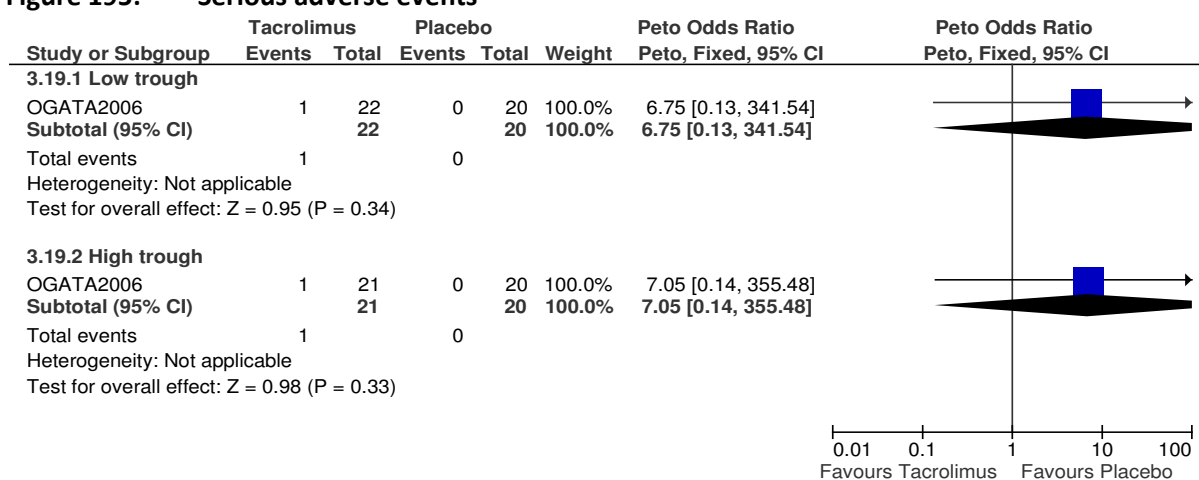 Figure 195: Serious adverse events
Tacrolimus Placebo Peto Odds Ratio Peto Odds Ratio
Study or Subgroup Events Total Events Total Weight Peto, Fixed, 95% CI Peto, Fixed, 95% CI
3.19.1 Low trough
OGATA2006 1 22 0 20 100.0% 6.75 [0.13, 341.54]
Subtotal (95% CI) 22 20 100.0% 6.75 [0.13, 341.54]
Total events 1 0
Heterogeneity: Not applicable
Test for overall effect: Z = 0.95 (P = 0.34)
3.19.2 High trough
OGATA2006 1 21 0 20 100.0% 7.05 [0.14, 355.48]
Subtotal (95% CI) 21 20 100.0% 7.05 [0.14, 355.48]
Total events 1 0
Heterogeneity: Not applicable
Test for overall effect: Z = 0.98 (P = 0.33)
0.01 0.1 1 10 100
Favours Tacrolimus Favours Placebo